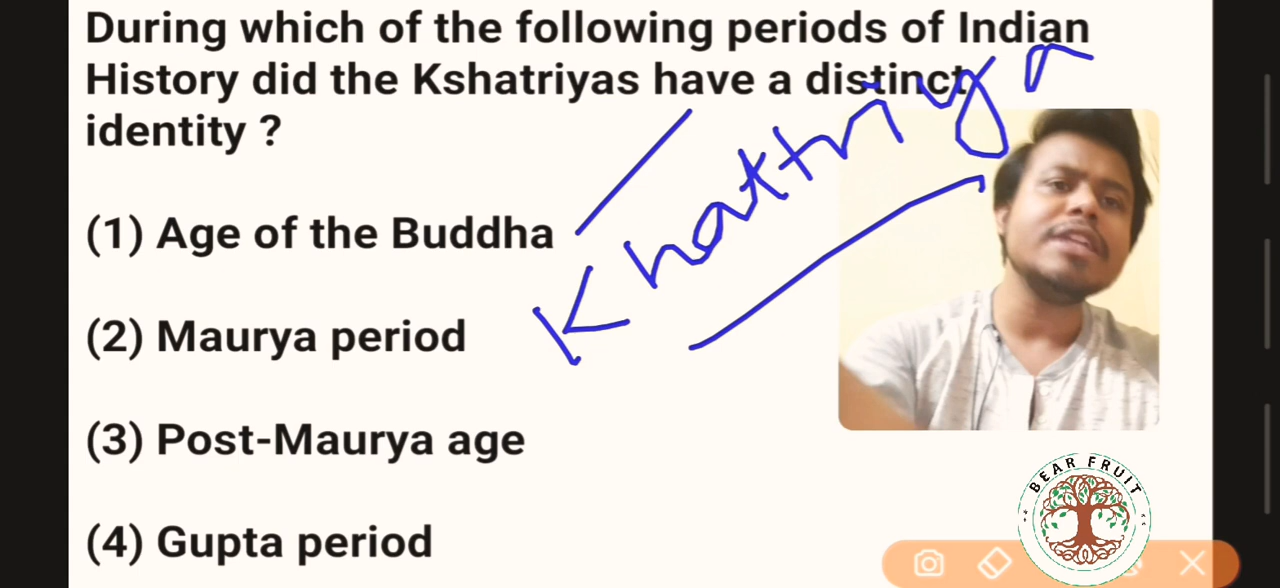 During which of the following periods of Indian
History did the Kshatriyas have a distinct
identity ?
(1) Age of the Buddha
Khattriya
(2) Maurya period
(3) Post-Maurya age
(4) Gupta period
BEAR FRUIT